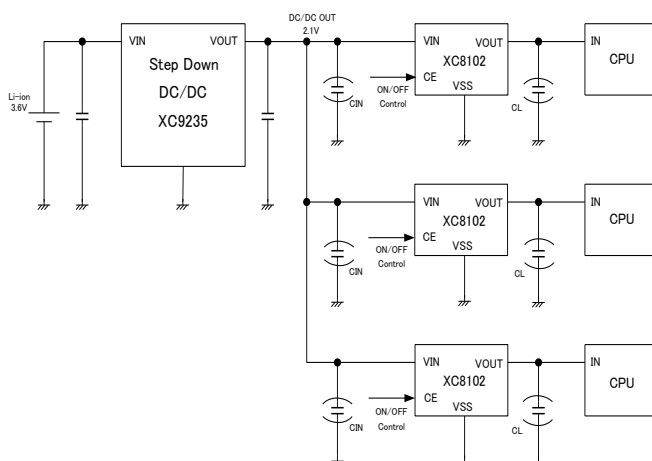 DC/DC OUT
2.1V
VIN
VOUT
Step Down
DC/DC
XC9235
Li-ion
3.6V
VIN
VOUT
XC8102
CE
VSS
ON/OFF
Control
CIN
CL
IN
CPU
VIN
VOUT
XC8102
CE
VSS
ON/OFF
Control
CIN
CL
IN
CPU
VIN
VOUT
XC8102
CE
VSS
ON/OFF
Control
CIN
CL
IN
CPU